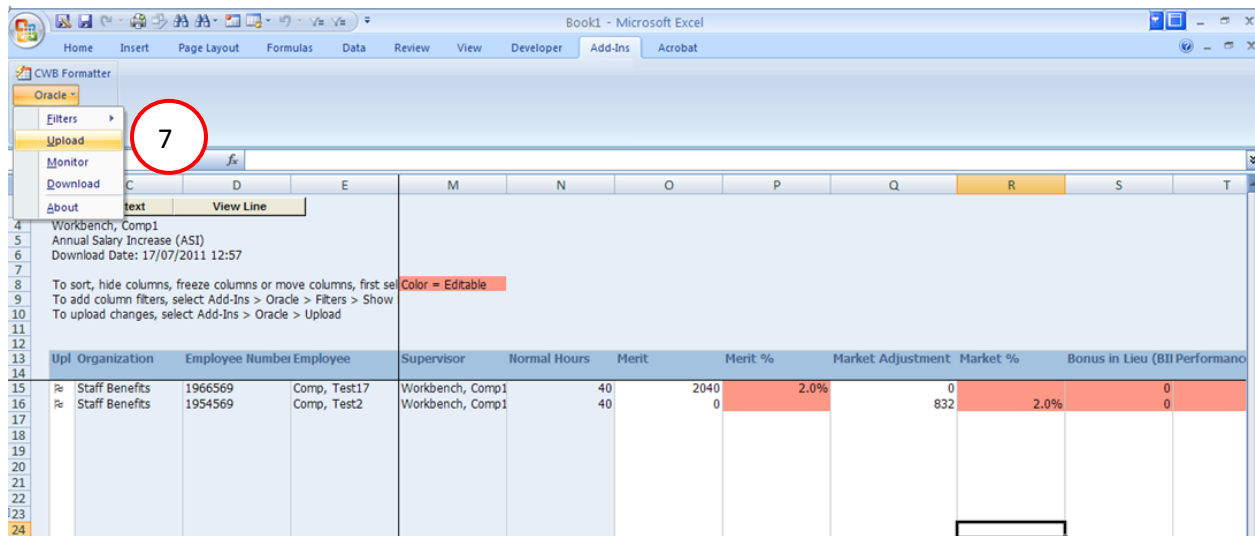 Book1 - Microsoft Excel
Home Insert Page Layout Formulas Data Review View Developer Add-Ins Acrobat
CWB Formatter
Oracle
Filters
Upload
Monitor
Download
About
7
fx
C D E M N O P Q R S T
text View Line
4 Workbench, Comp1
5 Annual Salary Increase (ASI)
6 Download Date: 17/07/2011 12:57
7
8 To sort, hide columns, freeze columns or move columns, first sel Color = Editable
9 To add column filters, select Add-Ins > Oracle > Filters > Show
10 To upload changes, select Add-Ins > Oracle > Upload
11
12
13 Upl Organization Employee Number Employee Supervisor Normal Hours Merit Merit % Market Adjustment Market % Bonus in Lieu (BIL Performanc
14
15 Staff Benefits 1966569 Comp, Test17 Workbench, Comp1 40 2040 2.0% 0 0
16 Staff Benefits 1954569 Comp, Test2 Workbench, Comp1 40 0 832 2.0% 0
17
18
19
20
21
22
23
24